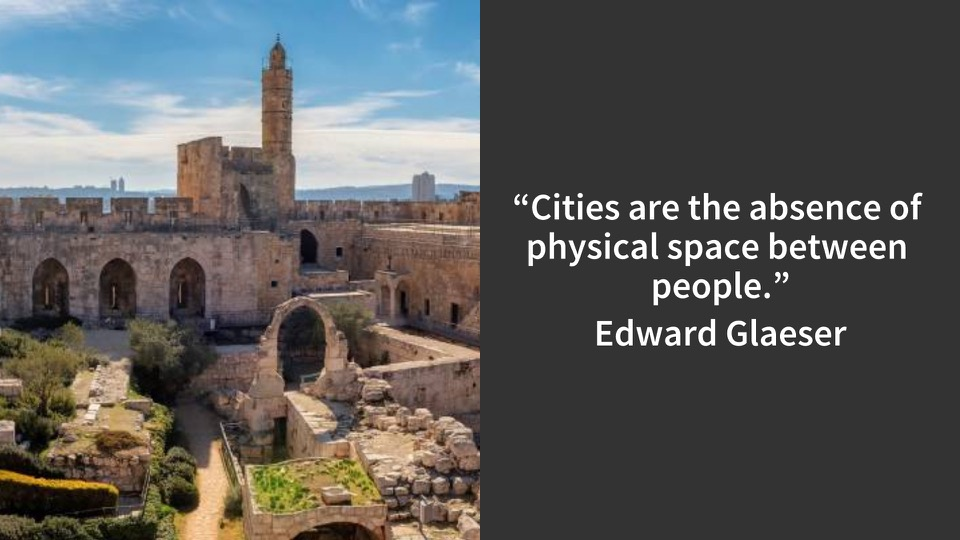 “Cities are the absence of
physical space between
people.”
Edward Glaeser